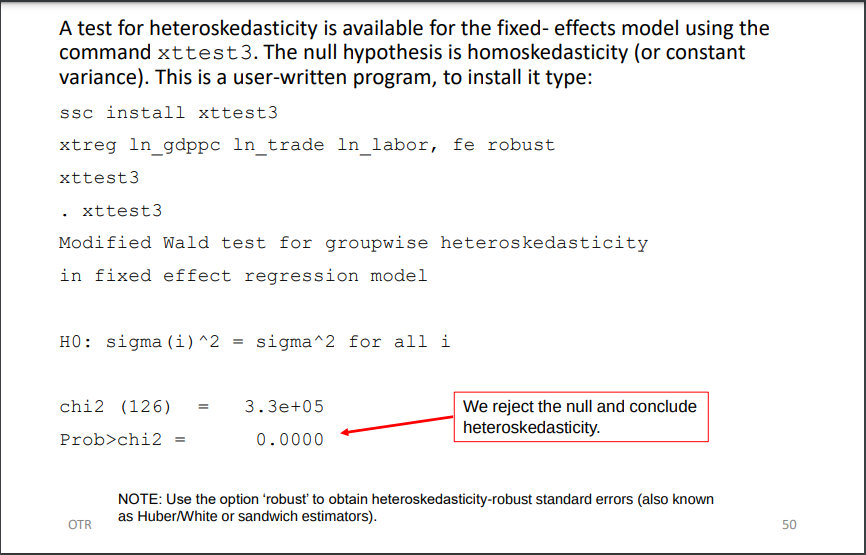 A test for heteroskedasticity is available for the fixed- effects model using the
command xttest3. The null hypothesis is homoskedasticity (or constant
variance). This is a user-written program, to install it type:
ssc install xttest3
xtreg ln_gdppc ln_trade ln_labor, fe robust
xttest3
. xttest3
Modified Wald test for groupwise heteroskedasticity
in fixed effect regression model
H0: sigma(i)^2 = sigma^2 for all i
chi2 (126) = 3.3e+05
Prob>chi2 = 0.0000
We reject the null and conclude
heteroskedasticity.
NOTE: Use the option ‘robust’ to obtain heteroskedasticity-robust standard errors (also known
as Huber/White or sandwich estimators).
OTR
50